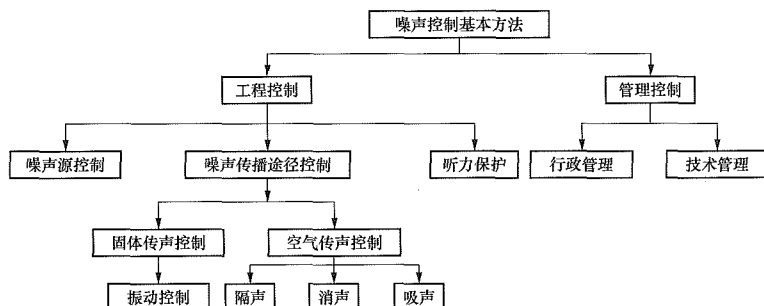 噪声控制基本方法
工程控制
管理控制
噪声源控制
噪声传播途径控制
听力保护
行政管理
技术管理
固体传声控制
空气传声控制
振动控制
隔声
消声
吸声